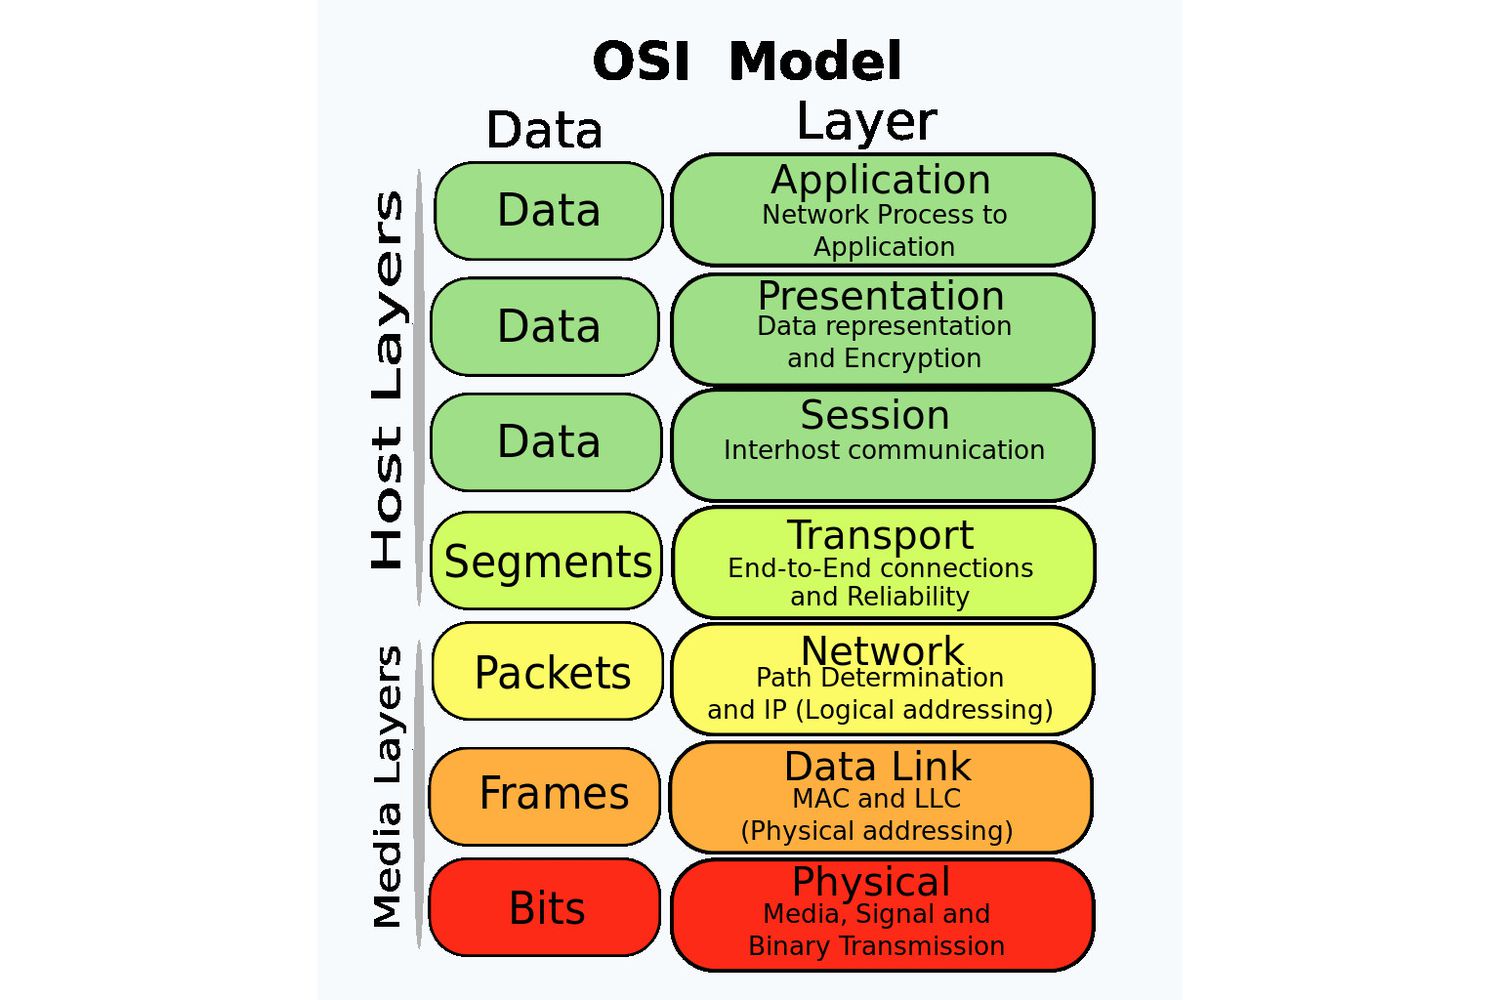 OSI Model
Data
Layer
Host Layers
Data
Application
Network Process to
Application
Data
Presentation
Data representation
and Encryption
Data
Session
Interhost communication
Segments
Transport
End-to-End connections
and Reliability
Media Layers
Packets
Network
Path Determination
and IP (Logical addressing)
Frames
Data Link
MAC and LLC
(Physical addressing)
Bits
Physical
Media, Signal and
Binary Transmission